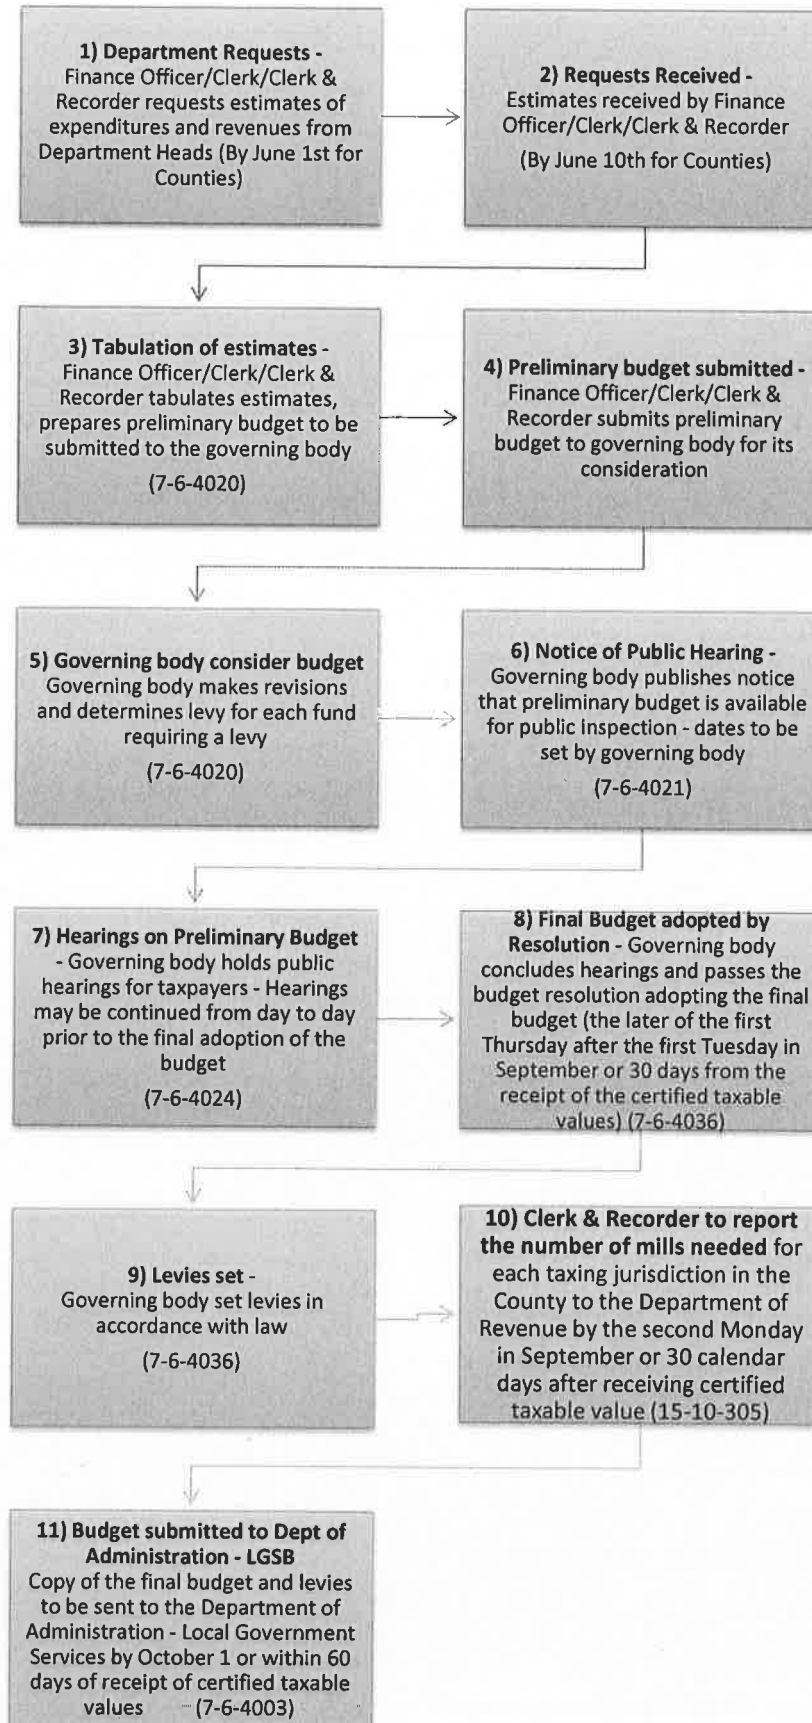 1) Department Requests -
Finance Officer/Clerk/Clerk &
Recorder requests estimates of
expenditures and revenues from
Department Heads (By June 1st for
Counties)
2) Requests Received -
Estimates received by Finance
Officer/Clerk/Clerk & Recorder
(By June 10th for Counties)
3) Tabulation of estimates -
Finance Officer/Clerk/Clerk &
Recorder tabulates estimates,
prepares preliminary budget to be
submitted to the governing body
(7-6-4020)
4) Preliminary budget submitted -
Finance Officer/Clerk/Clerk &
Recorder submits preliminary
budget to governing body for its
consideration
5) Governing body consider budget
Governing body makes revisions
and determines levy for each fund
requiring a levy
(7-6-4020)
6) Notice of Public Hearing -
Governing body publishes notice
that preliminary budget is available
for public inspection - dates to be
set by governing body
(7-6-4021)
7) Hearings on Preliminary Budget
- Governing body holds public
hearings for taxpayers - Hearings
may be continued from day to day
prior to the final adoption of the
budget
(7-6-4024)
8) Final Budget adopted by
Resolution - Governing body
concludes hearings and passes the
budget resolution adopting the final
budget (the later of the first
Thursday after the first Tuesday in
September or 30 days from the
receipt of the certified taxable
values) (7-6-4036)
9) Levies set -
Governing body set levies in
accordance with law
(7-6-4036)
10) Clerk & Recorder to report
the number of mills needed for
each taxing jurisdiction in the
County to the Department of
Revenue by the second Monday
in September or 30 calendar
days after receiving certified
taxable value (15-10-305)
11) Budget submitted to Dept of
Administration - LGSB
Copy of the final budget and levies
to be sent to the Department of
Administration - Local Government
Services by October 1 or within 60
days of receipt of certified taxable
values (7-6-4003)